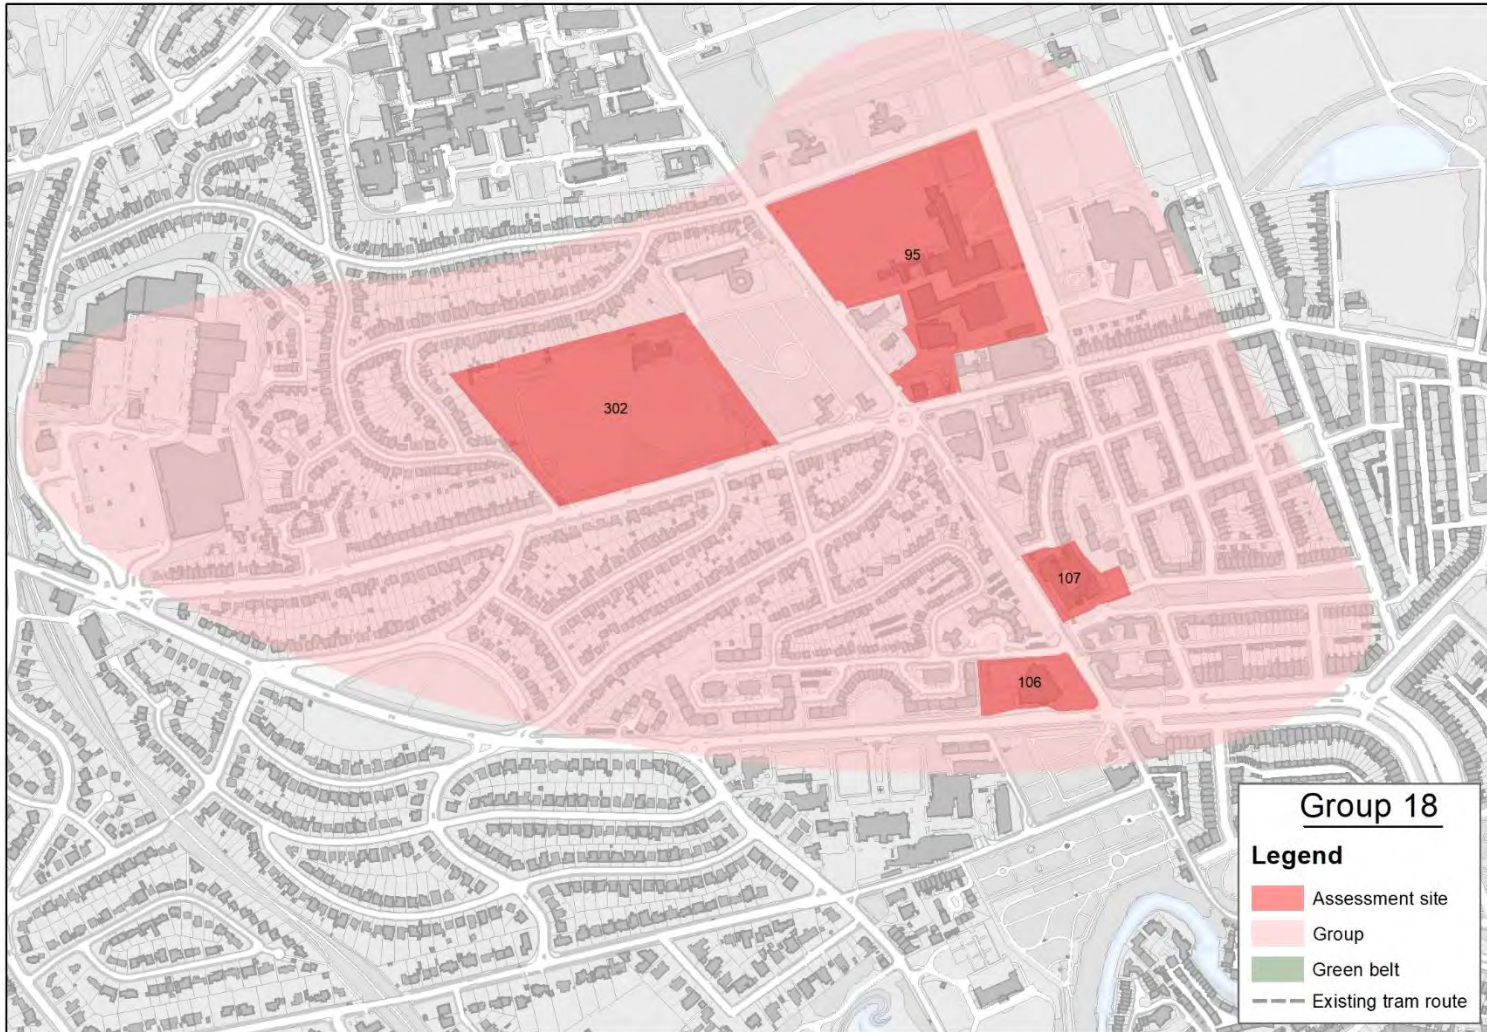 95
302
107
106
Group 18
Legend
Assessment site
Group
Green belt
Existing tram route